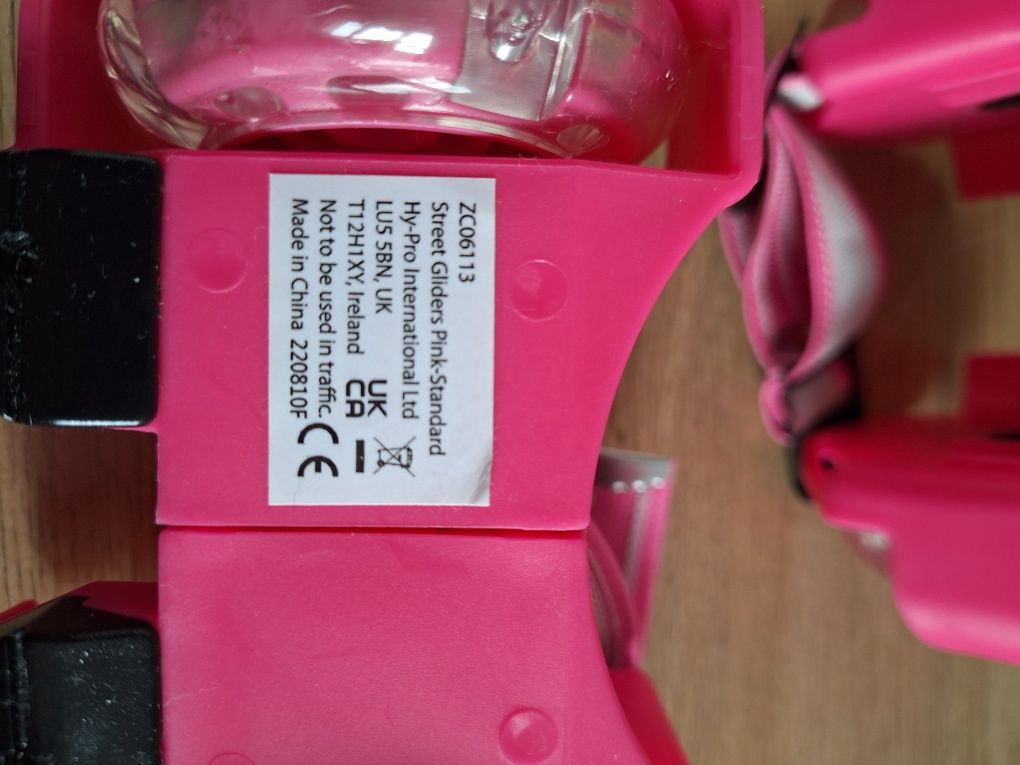 ZC06113
Street Gliders Pink-Standard
Hy-Pro International Ltd
LU5 5BN, UK
T12H1XY, Ireland
Not to be used in traffic.
Made in China 220810F
UK
CA
CE